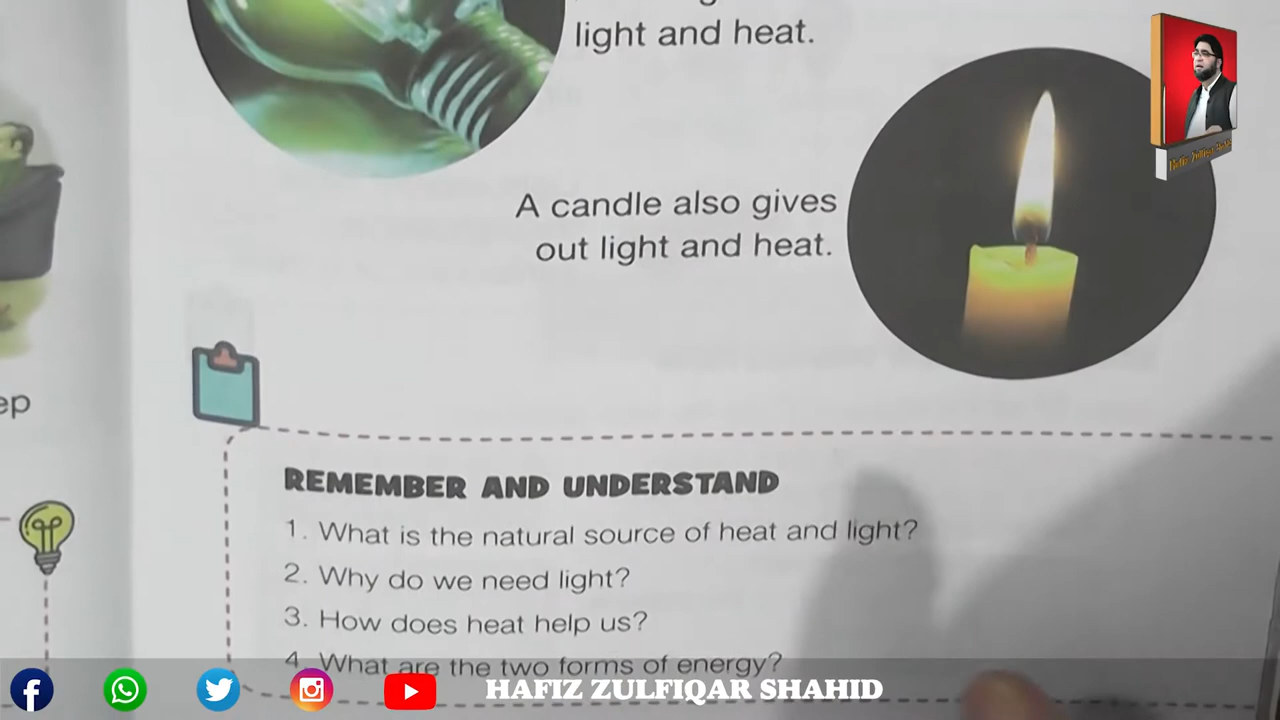 light and heat.
A candle also gives
out light and heat.
ep
REMEMBER AND UNDERSTAND
1. What is the natural source of heat and light?
2. Why do we need light?
3. How does heat help us?
4. What are the two forms of energy?
HAFIZ ZULFIQAR SHAHID